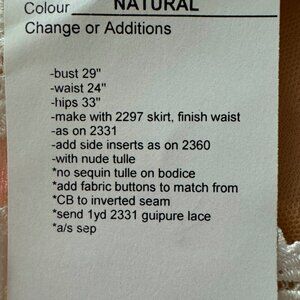 Colour NATURAL
Change or Additions
-bust 29"
-waist 24"
-hips 33"
-make with 2297 skirt, finish waist
-as on 2331
-add side inserts as on 2360
-with nude tulle
*no sequin tulle on bodice
*add fabric buttons to match from
*CB to inverted seam
*send 1yd 2331 guipure lace
*a/s sep